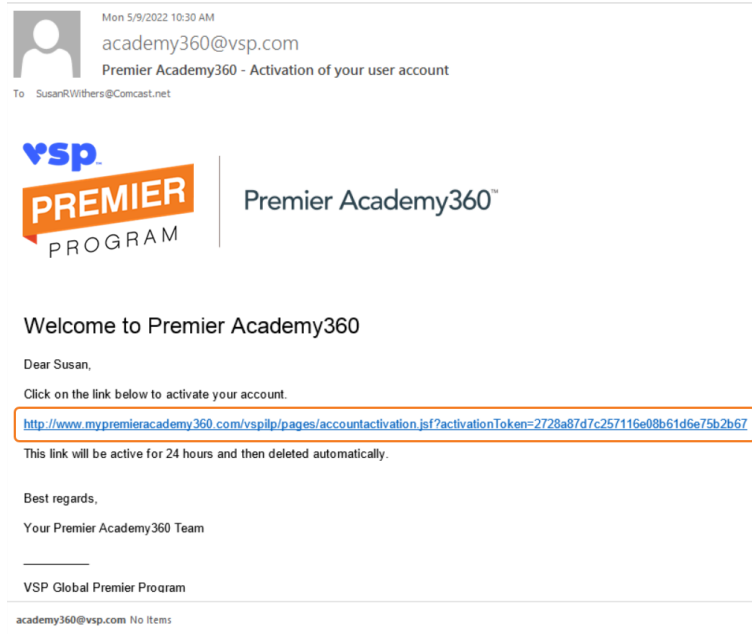 Mon 5/9/2022 10:30 AM
academy360@vsp.com
Premier Academy360 - Activation of your user account
To SusanRWithers@Comcast.net
vsp™
PREMIER
PROGRAM
Premier Academy360™
Welcome to Premier Academy360
Dear Susan,
Click on the link below to activate your account.
http://www.mypremieracademy360.com/vspilp/pages/accountactivation.jsf?activationToken=2728a87d7c257116e08b61d6e75b2b67
This link will be active for 24 hours and then deleted automatically.
Best regards,
Your Premier Academy360 Team
VSP Global Premier Program
academy360@vsp.com No Items